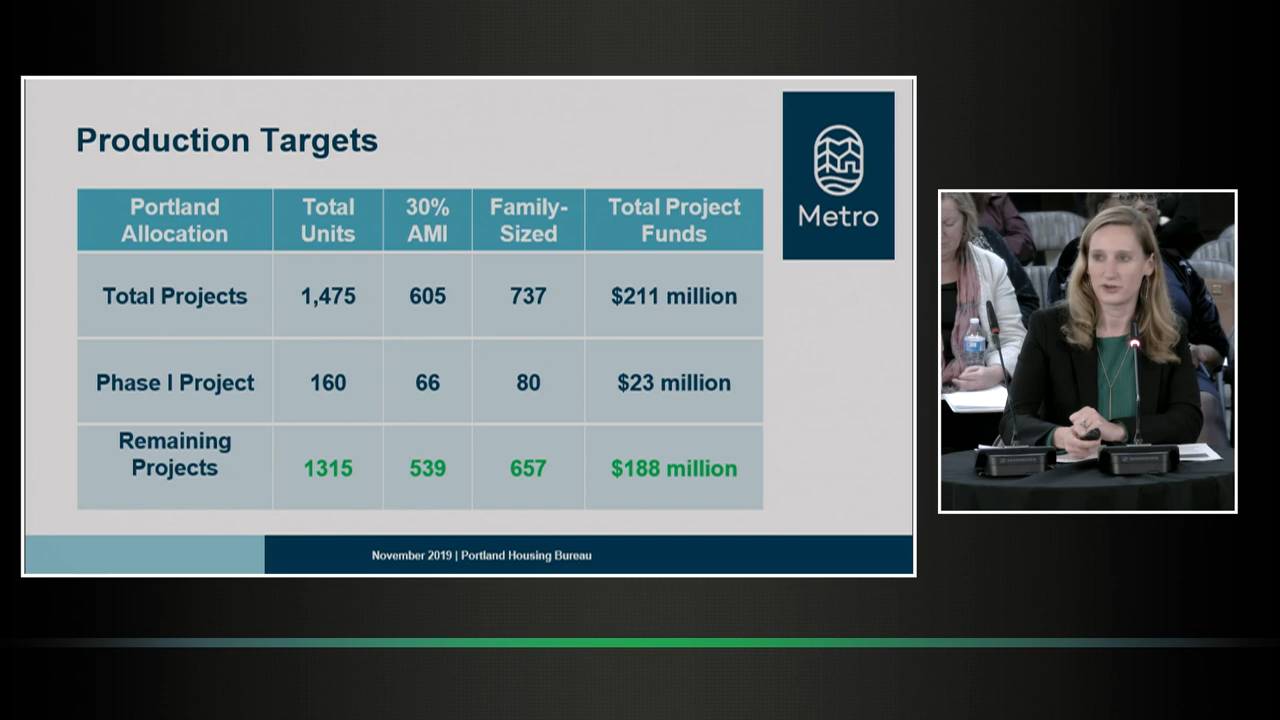 Production Targets
Metro
Portland Allocation Total Units 30% AMI Family-Sized Total Project Funds
Total Projects 1,475 605 737 $211 million
Phase I Project 160 66 80 $23 million
Remaining Projects 1315 539 657 $188 million
November 2019 | Portland Housing Bureau